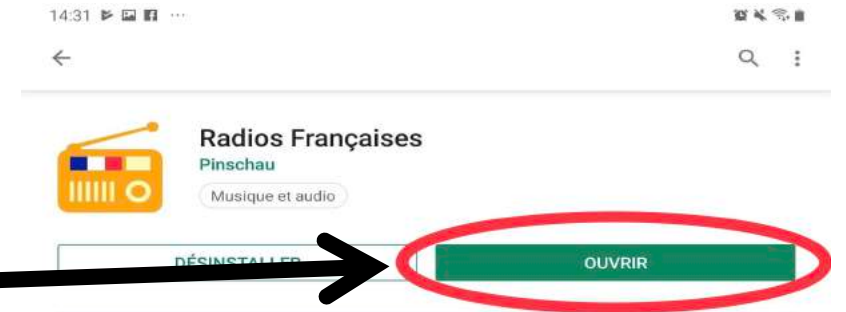 14:31
Radios Françaises
Pinschau
Musique et audio
DÉSINSTALLER
OUVRIR